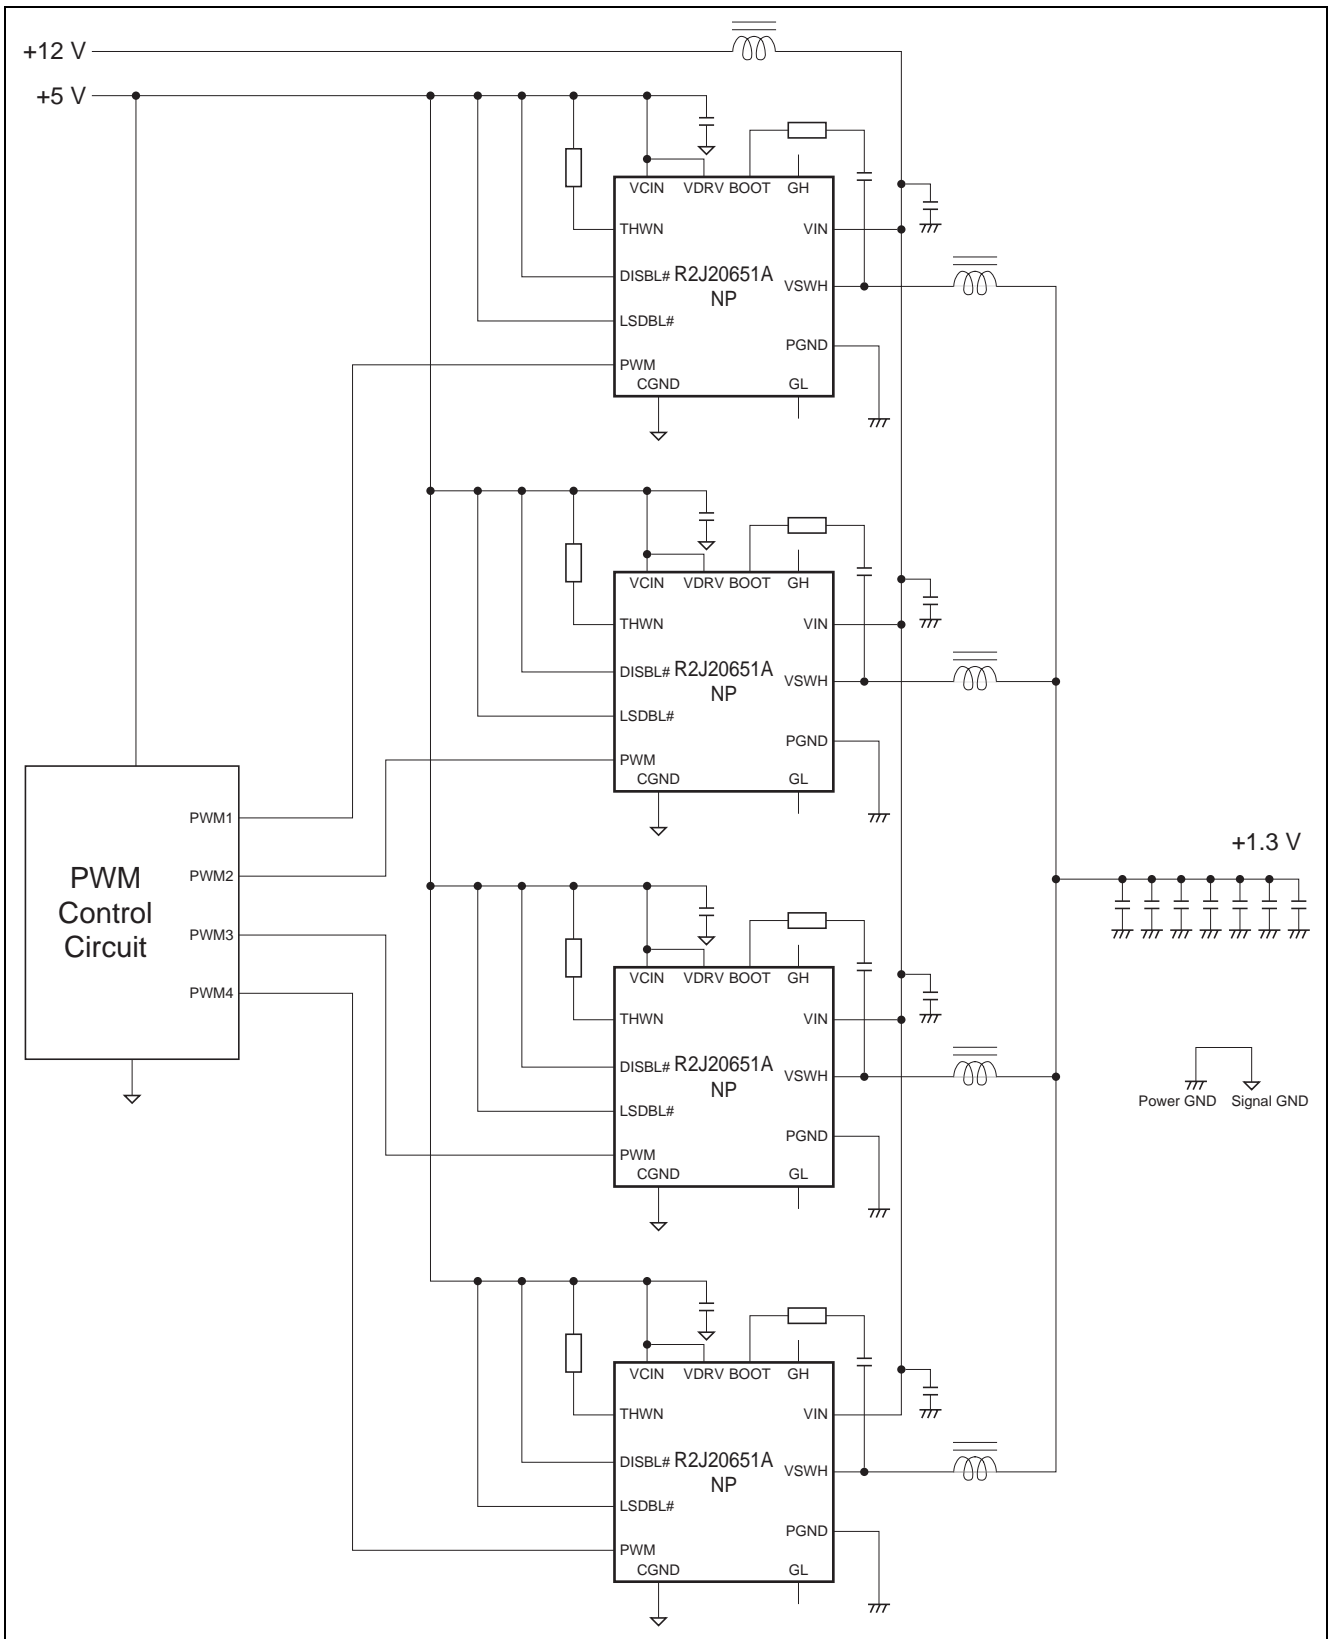 +12 V
+5 V
VCIN VDRV BOOT GH
THWN VIN
DISBL# R2J20651A
NP VSWH
LSDBL#
PGND
PWM
CGND GL
VCIN VDRV BOOT GH
THWN VIN
DISBL# R2J20651A
NP VSWH
LSDBL#
PGND
PWM
CGND GL
PWM1
PWM2
PWM3
PWM4
PWM
Control
Circuit
+1.3 V
VCIN VDRV BOOT GH
THWN VIN
DISBL# R2J20651A
NP VSWH
LSDBL#
PGND
PWM
CGND GL
Power GND Signal GND
VCIN VDRV BOOT GH
THWN VIN
DISBL# R2J20651A
NP VSWH
LSDBL#
PGND
PWM
CGND GL